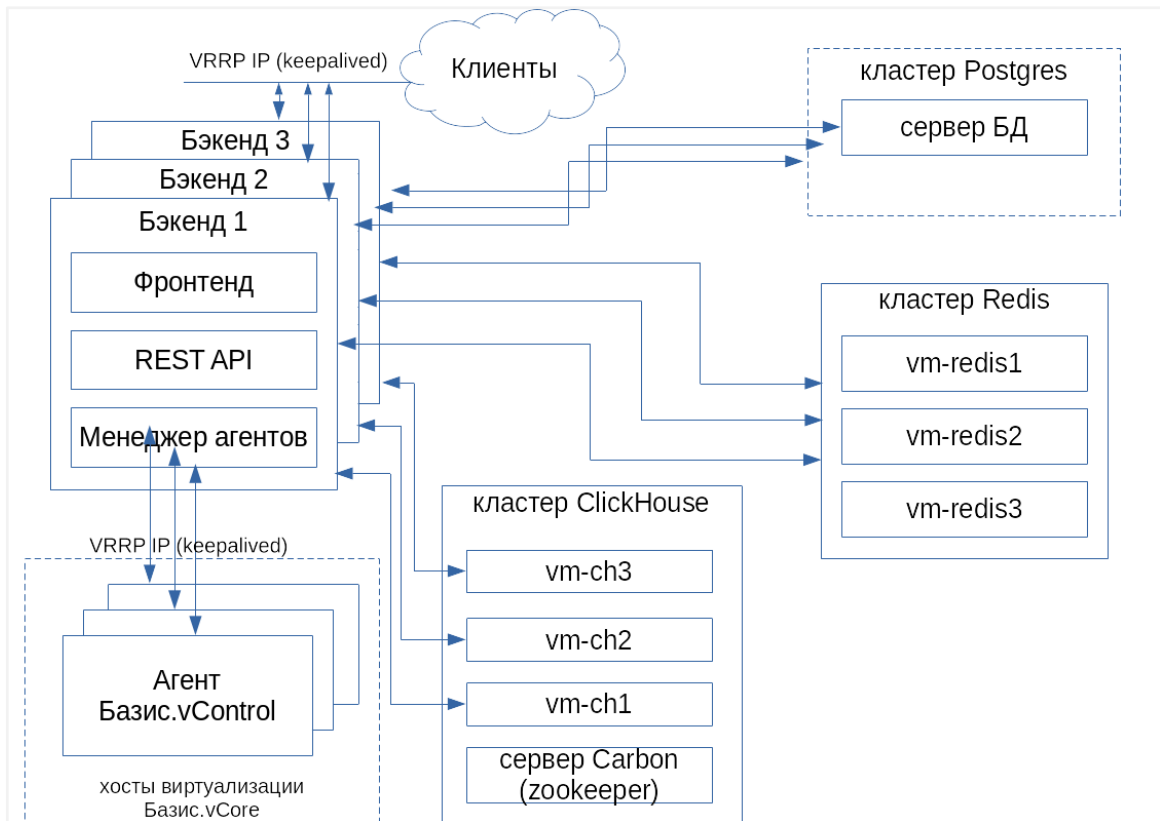 VRRP IP (keepalived)
Клиенты
Бэкенд 3
Бэкенд 2
Бэкенд 1
Фронтенд
REST API
Менеджер агентов
VRRP IP (keepalived)
Агент
Базис.vControl
хосты виртуализации
Базис.vCore
кластер Postgres
сервер БД
кластер Redis
vm-redis1
vm-redis2
vm-redis3
кластер ClickHouse
vm-ch3
vm-ch2
vm-ch1
сервер Carbon
(zookeeper)